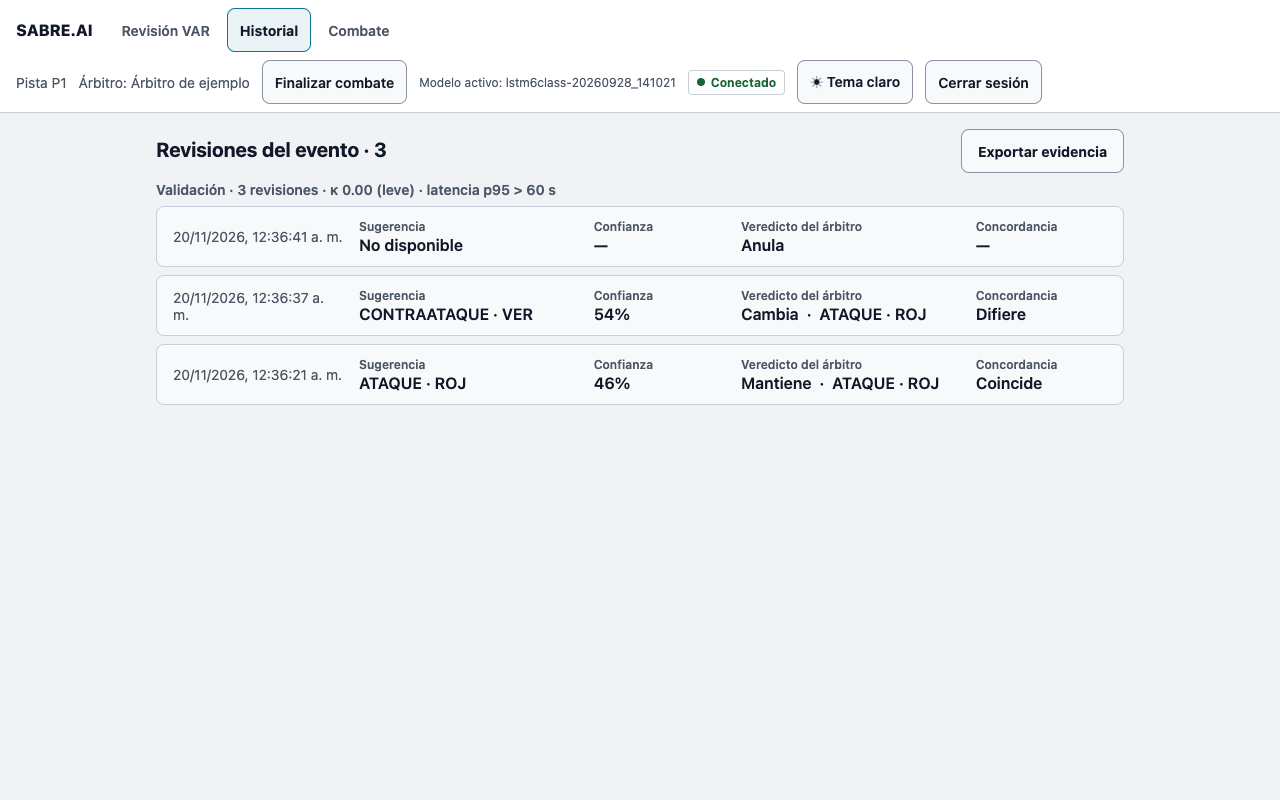 SABRE.AI Revisión VAR Historial Combate
Pista P1 Árbitro: Árbitro de ejemplo Finalizar combate Modelo activo: lstm6class-20260928_141021 Conectado ☀ Tema claro Cerrar sesión
Revisiones del evento · 3 Exportar evidencia
Validación · 3 revisiones · κ 0.00 (leve) · latencia p95 > 60 s
20/11/2026, 12:36:41 a. m.
Sugerencia Confianza Veredicto del árbitro Concordancia
No disponible — Anula —
20/11/2026, 12:36:37 a.
m.
Sugerencia Confianza Veredicto del árbitro Concordancia
CONTRAATAQUE · VER 54% Cambia · ATAQUE · ROJ Difiere
20/11/2026, 12:36:21 a. m.
Sugerencia Confianza Veredicto del árbitro Concordancia
ATAQUE · ROJ 46% Mantiene · ATAQUE · ROJ Coincide